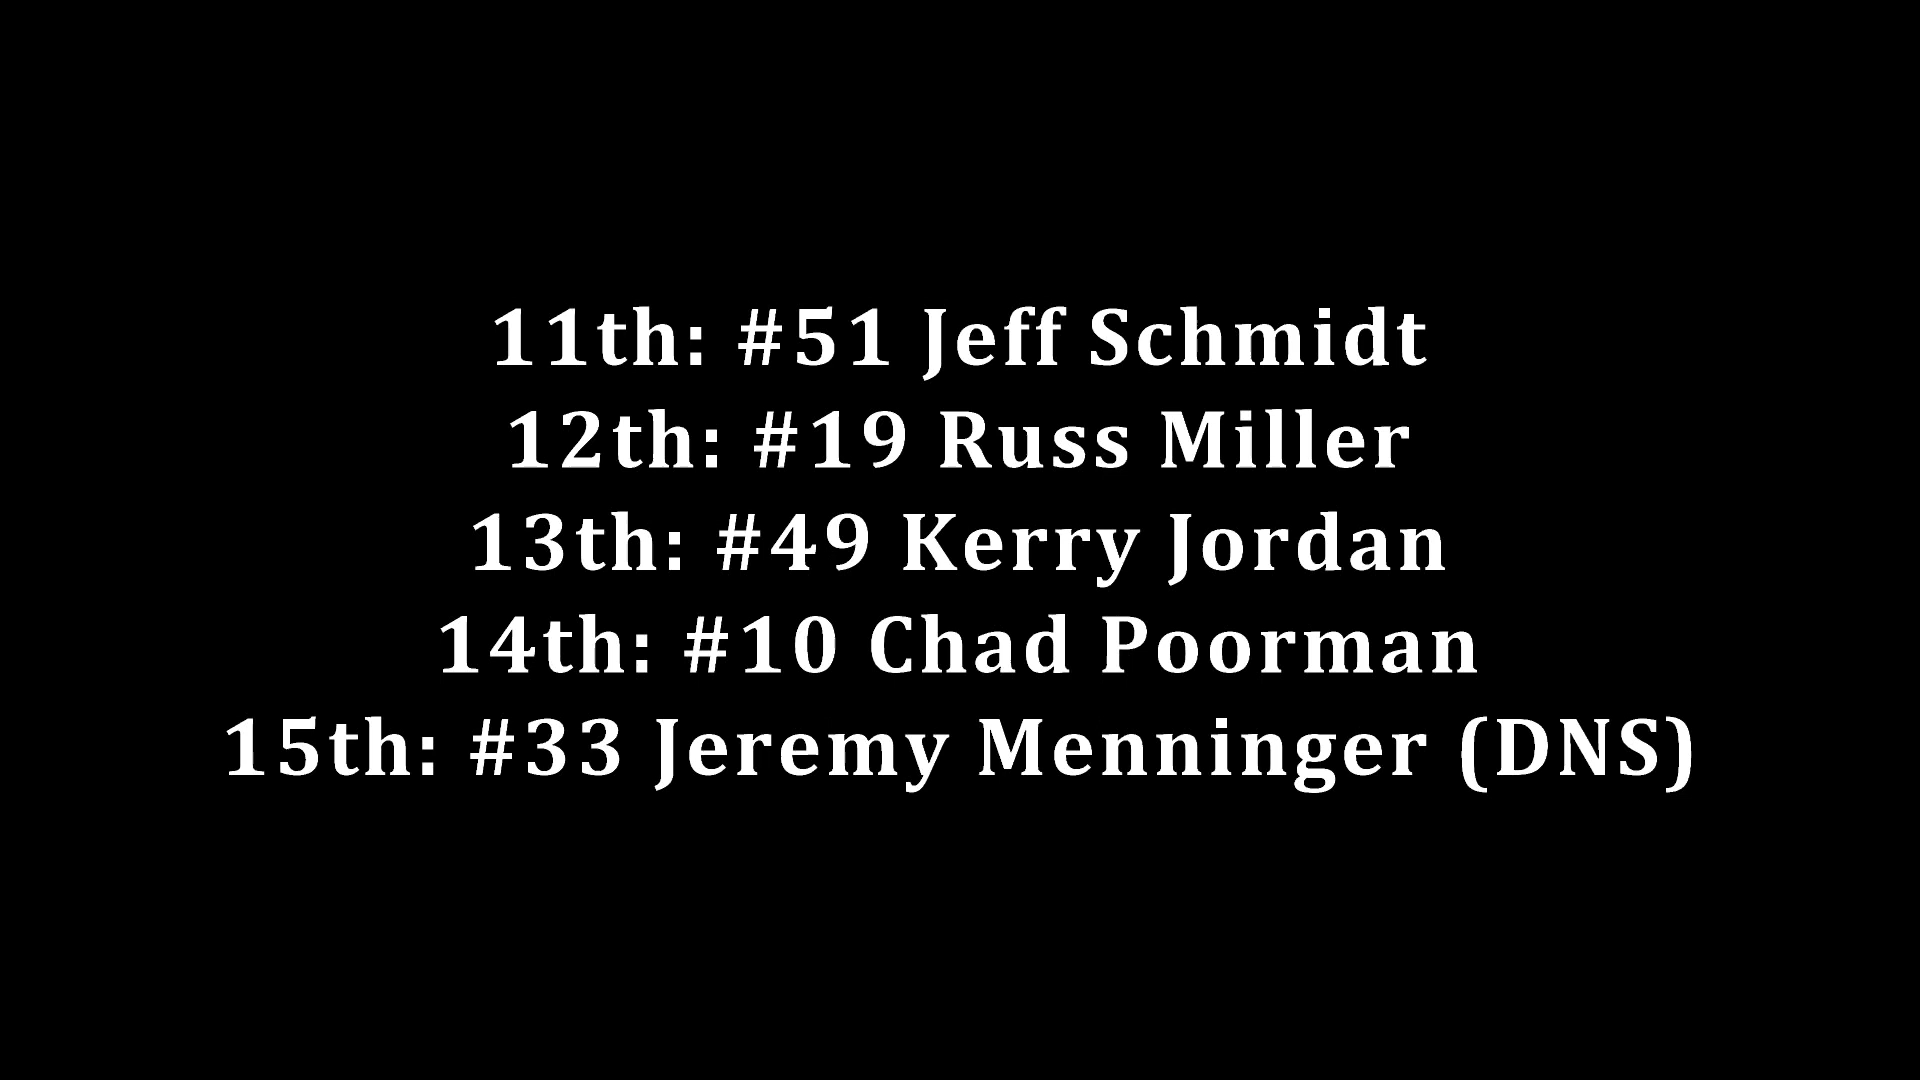 11th: #51 Jeff Schmidt
12th: #19 Russ Miller
13th: #49 Kerry Jordan
14th: #10 Chad Poorman
15th: #33 Jeremy Menninger (DNS)